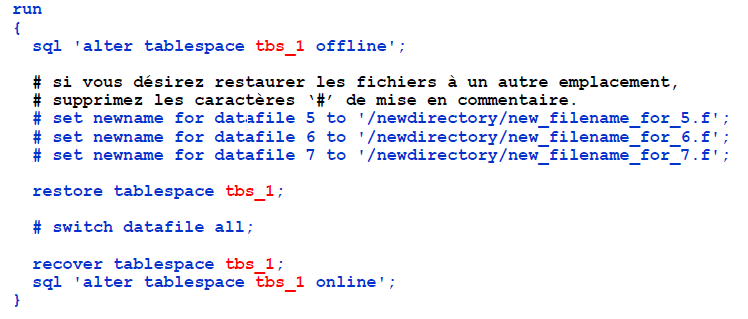 run
{
sql 'alter tablespace tbs_1 offline';
# si vous désirez restaurer les fichiers à un autre emplacement,
# supprimez les caractères ‘#’ de mise en commentaire.
# set newname for datafile 5 to '/newdirectory/new_filename_for_5.f';
# set newname for datafile 6 to '/newdirectory/new_filename_for_6.f';
# set newname for datafile 7 to '/newdirectory/new_filename_for_7.f';
restore tablespace tbs_1;
# switch datafile all;
recover tablespace tbs_1;
sql 'alter tablespace tbs_1 online';
}